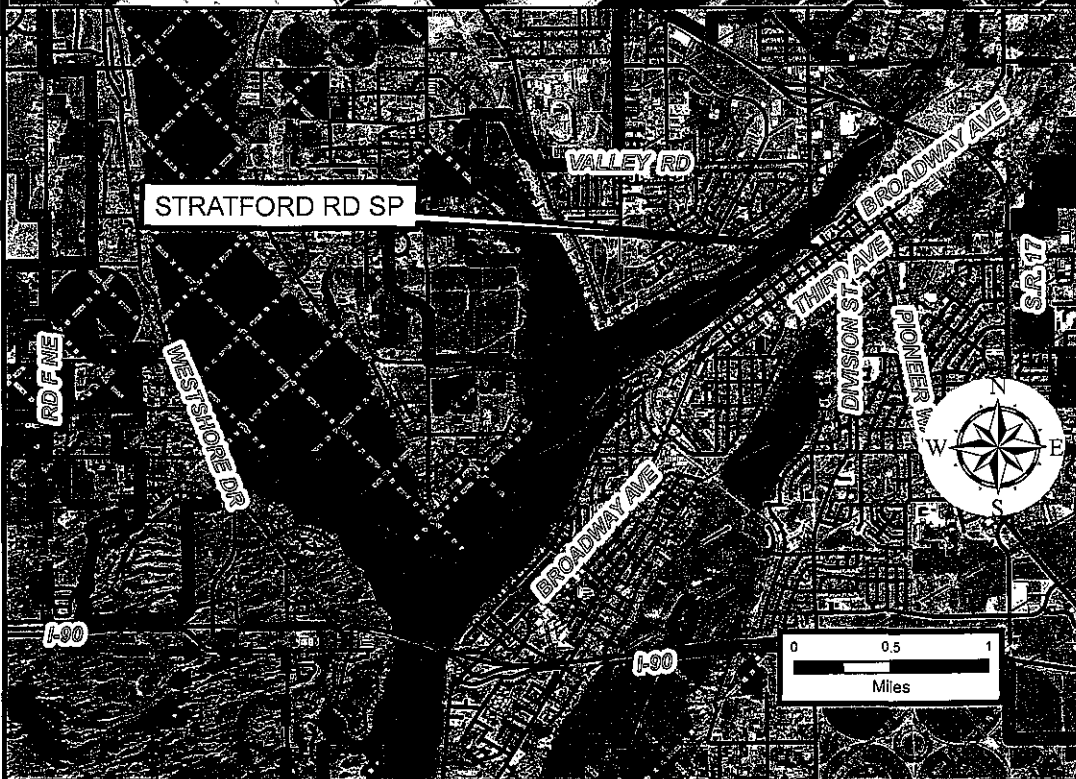 BROADWAY AVE
VALLEY RD
STRATFORD RD SP
THIRD AVE
DIVISION ST
S.R. 17
RD F NE
WESTSHORE DR
PIONEER
N
W
E
S
BROADWAY AVE
I-90
I-90
0 0.5 1
Miles